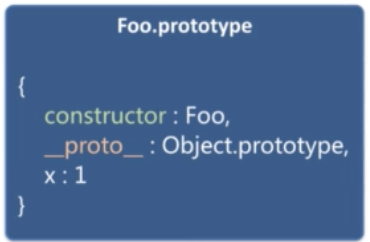 Foo.prototype
{
constructor : Foo,
__proto__ : Object.prototype,
x : 1
}